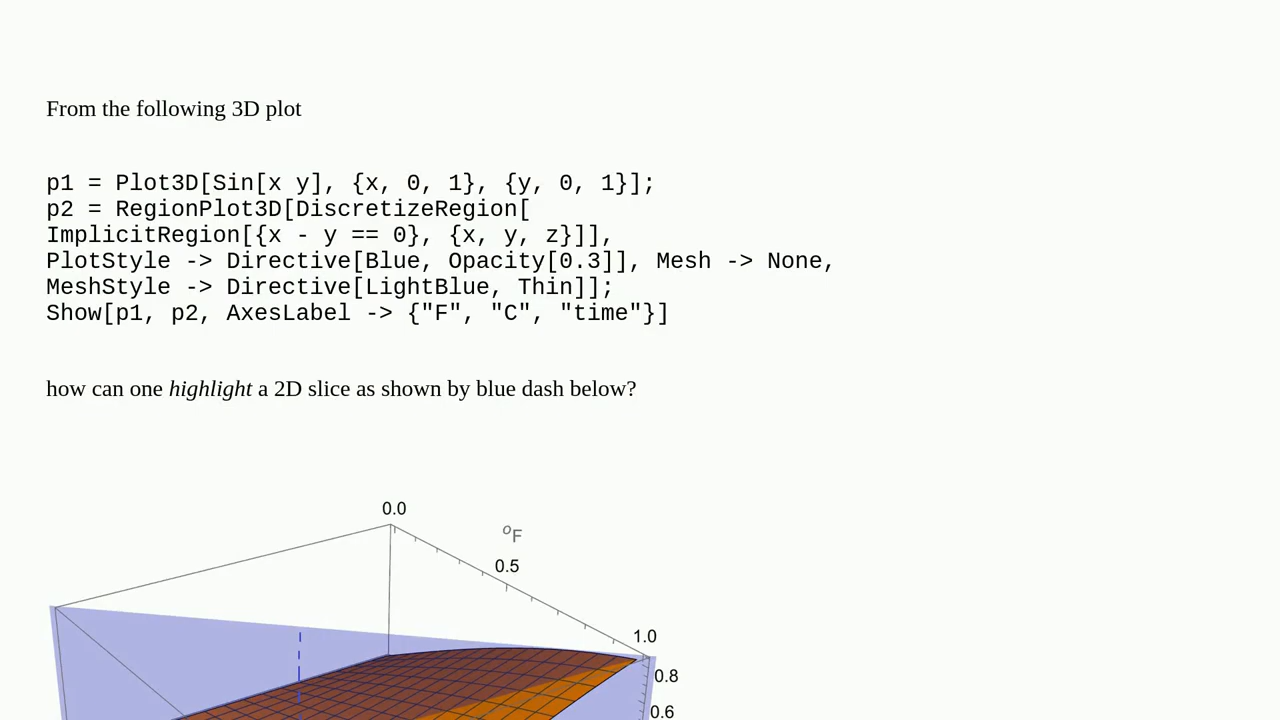 From the following 3D plot
p1 = Plot3D[Sin[x y], {x, 0, 1}, {y, 0, 1}];
p2 = RegionPlot3D[DiscretizeRegion[
ImplicitRegion[{x - y == 0}, {x, y, z}]],
PlotStyle -> Directive[Blue, Opacity[0.3]], Mesh -> None,
MeshStyle -> Directive[LightBlue, Thin]];
Show[p1, p2, AxesLabel -> {"F", "C", "time"}]
how can one highlight a 2D slice as shown by blue dash below?
0.0
ºF
0.5
1.0
0.8
0.6